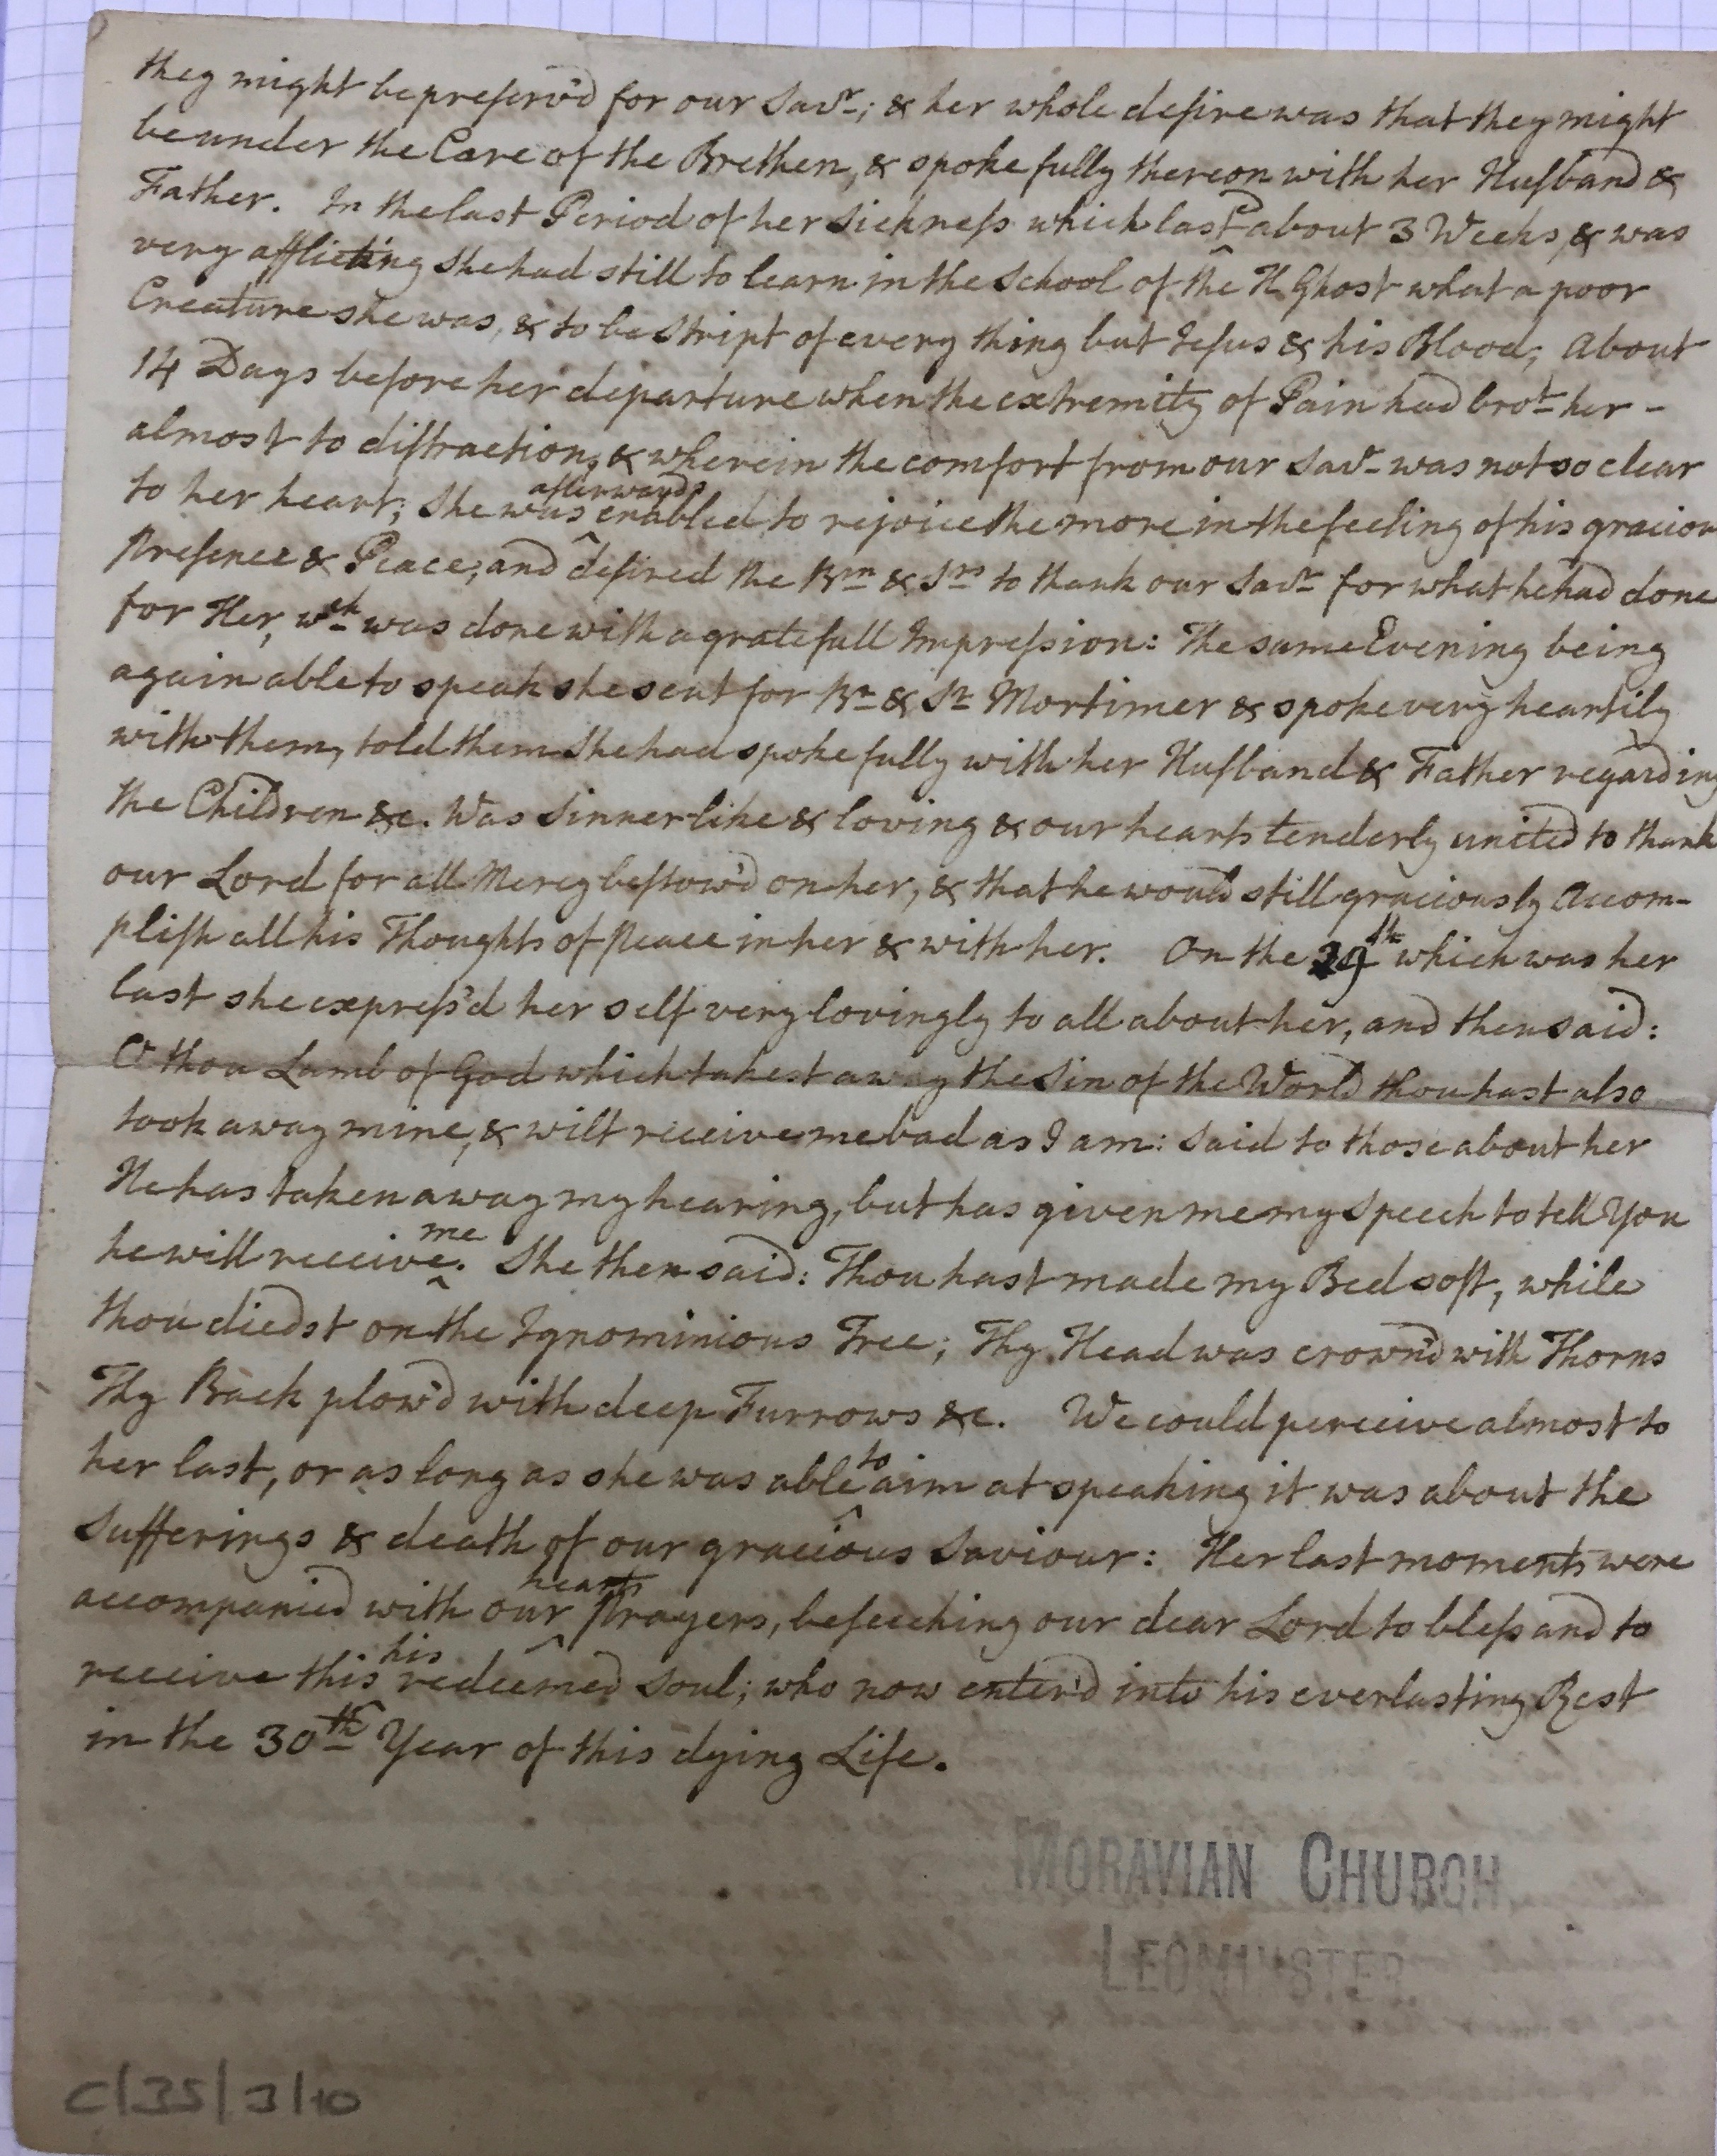 they might be preserv'd for our Savr; & her whole desire was that they might
be under the Care of the Brethen, & spoke fully thereon with her Husband &
Father. In the last Period of her Sickness which lastd about 3 Weeks, & was
very afflicting she had still to learn in the School of the H Ghost what a poor
Creature she was, & to be stript of every thing but Jesus & his Blood; About
14 Days before her departure when the extremity of Pain had brot her -
almost to distraction, & wherein the comfort from our Savr was not so clear
to her heart; She was afterwards enabled to rejoice the more in the feeling of his graciou
Presence & Peace; and desired the Brn & Srs to thank our Savr for what he had done
for Her, wch was done with a gratefull Impression: The same Evening being
again able to speak she sent for Br & Sr Mortimer & spoke very heartily
with them, told them She had spoke fully with her Husband & Father regarding
the Children &c. Was Sinnerlike & loving & our hearts tenderly united to thank
our Lord for all Mercy bestow'd on her, & that he would still graciously Accom-
plish all his Thoughts of peace in her & with her. On the 29th which was her
last she express'd her self very lovingly to all about her, and then said:
O thou Lamb of God which takest away the Sin of the World thou hast also
took away mine, & wilt receive me bad as I am: Said to those about her
He has taken away my hearing, but has given me my Speech to tell You
he will receive me. She then said: Thou hast made my Bed soft, while
thou diedst on the Ignominious Tree; Thy Head was crown'd with Thorns
Thy Back plow'd with deep Furrows &c. We could perceive almost to
her last, or as long as she was able to aim at speaking it was about the
Sufferings & death of our gracious Saviour: Her last moments were
accompanied with our hearts Prayers, beseeching our dear Lord to bless and to
receive this his redeemed Soul; who now enter'd into his everlasting Rest
in the 30th Year of this dying Life.
MORAVIAN CHURCH,
LEOMINSTER.
C/35/3/10